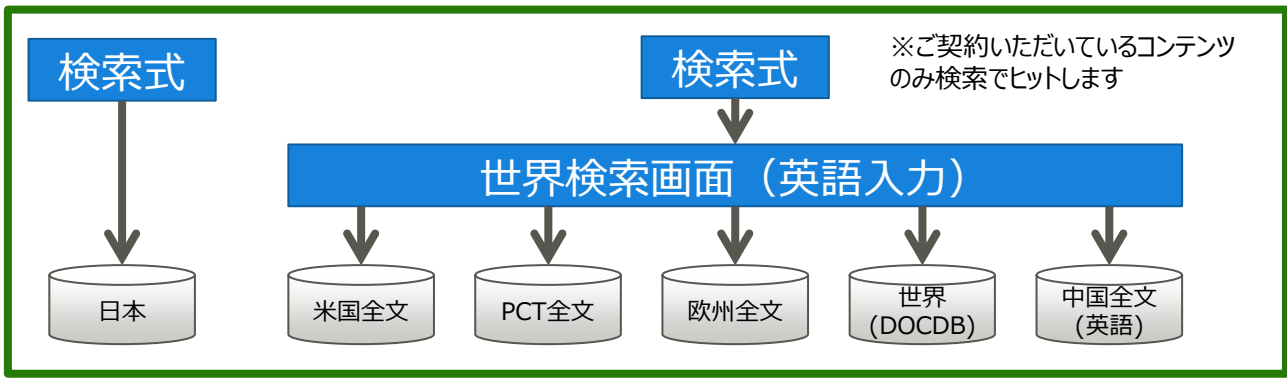 検索式
検索式
※ご契約いただいているコンテンツ
のみ検索でヒットします
世界検索画面（英語入力）
日本
米国全文
PCT全文
欧州全文
世界
(DOCDB)
中国全文
(英語)